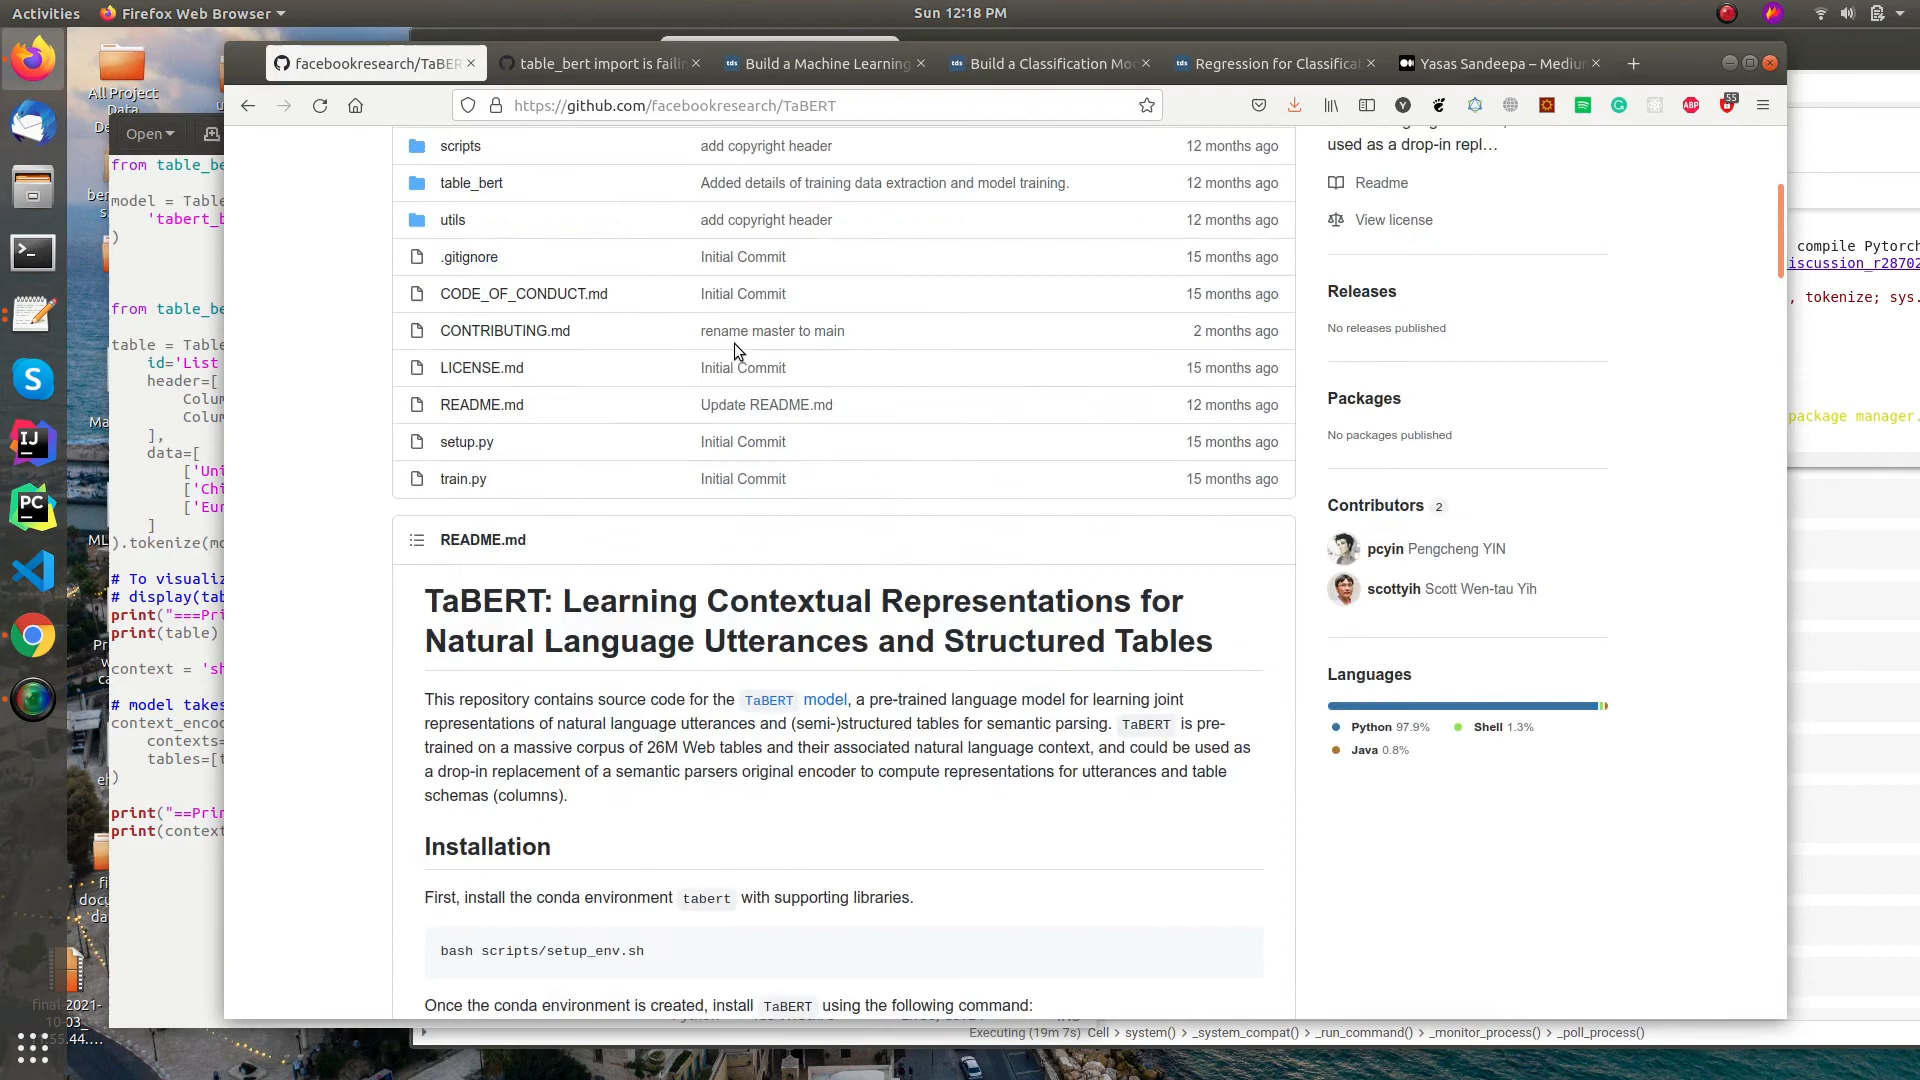 Activities
Firefox Web Browser
Sun 12:18 PM
All Project
Data
facebookresearch/TaBER
table_bert import is failin
Build a Machine Learning
Build a Classification Mo
Regression for Classificat
Yasas Sandeepa – Medium
https://github.com/facebookresearch/TaBERT
55
Open
from table_be
model = Table
'tabert_b
)
from table_be
table = Table
id='List
header=[
Colum
Colum
],
data=[
['Uni
['Chi
['Eur
]
).tokenize(mo
# To visualiz
# display(tab
print("===Pri
print(table)
context = 'sh
# model takes
context_encod
contexts=
tables=[t
)
print("==Prin
print(context
scripts
add copyright header
12 months ago
table_bert
Added details of training data extraction and model training.
12 months ago
utils
add copyright header
12 months ago
.gitignore
Initial Commit
15 months ago
CODE_OF_CONDUCT.md
Initial Commit
15 months ago
CONTRIBUTING.md
rename master to main
2 months ago
LICENSE.md
Initial Commit
15 months ago
README.md
Update README.md
12 months ago
setup.py
Initial Commit
15 months ago
train.py
Initial Commit
15 months ago
README.md
TaBERT: Learning Contextual Representations for
Natural Language Utterances and Structured Tables
This repository contains source code for the TaBERT model, a pre-trained language model for learning joint
representations of natural language utterances and (semi-)structured tables for semantic parsing. TaBERT is pre-
trained on a massive corpus of 26M Web tables and their associated natural language context, and could be used as
a drop-in replacement of a semantic parsers original encoder to compute representations for utterances and table
schemas (columns).
Installation
First, install the conda environment tabert with supporting libraries.
bash scripts/setup_env.sh
Once the conda environment is created, install TaBERT using the following command:
used as a drop-in repl…
Readme
View license
Releases
No releases published
Packages
No packages published
Contributors 2
pcyin Pengcheng YIN
scottyih Scott Wen-tau Yih
Languages
Python 97.9%
Shell 1.3%
Java 0.8%
compile Pytorch
iscussion_r28702
, tokenize; sys.
package manager.
final-2021-
10-03_
Executing (19m 7s) Cell > system() > _system_compat() > _run_command() > _monitor_process() > _poll_process()